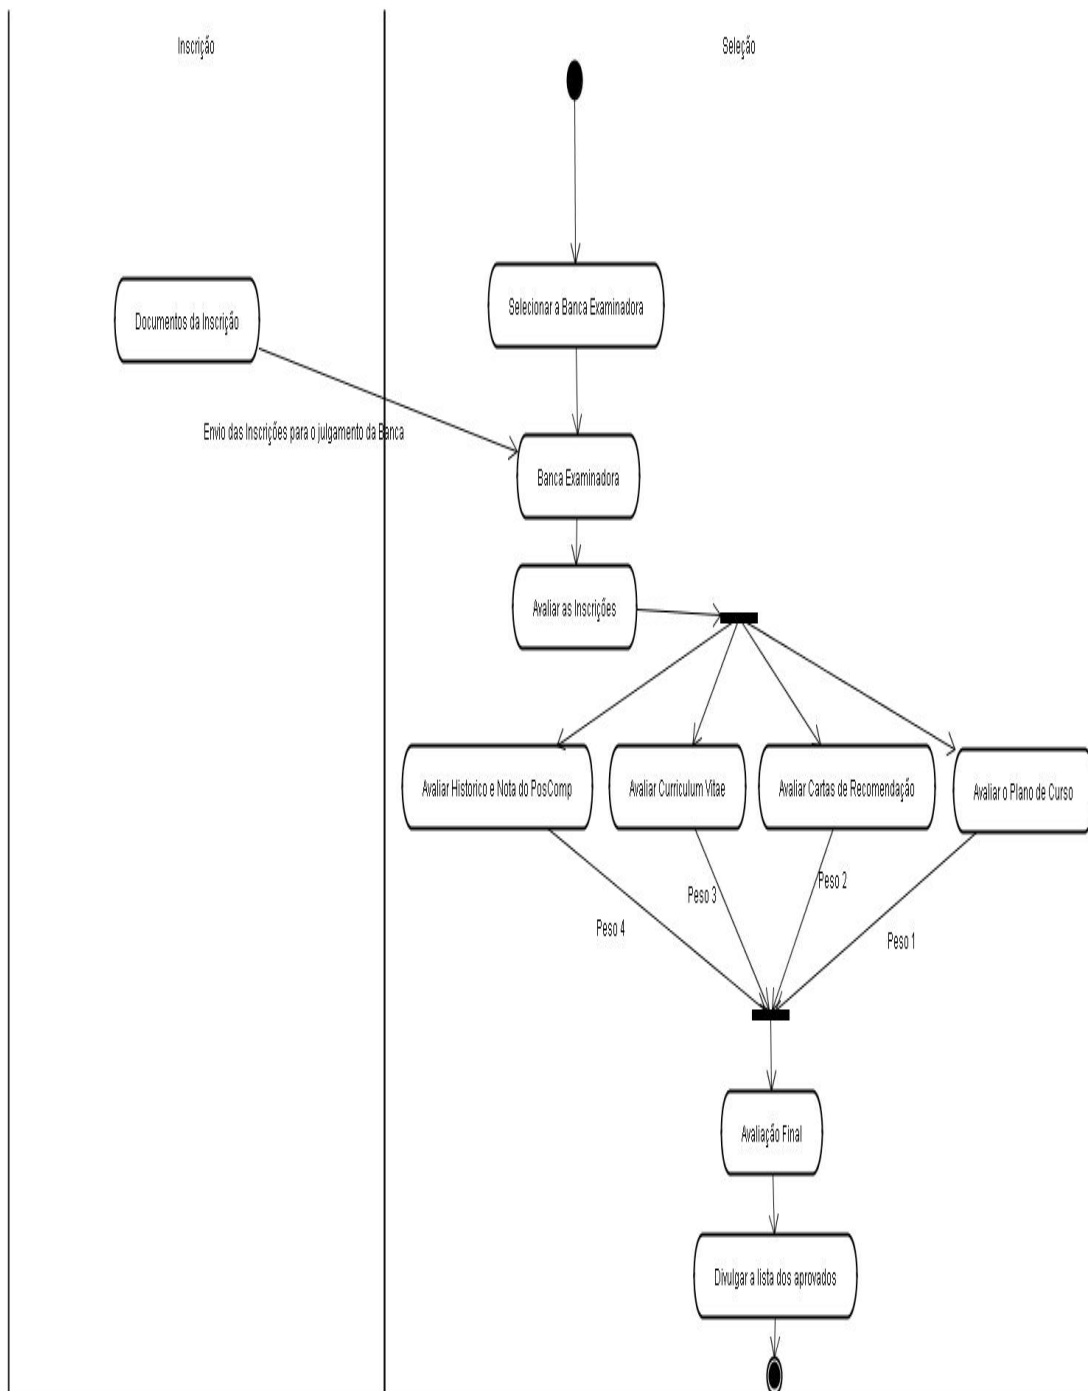 Inscrição
Seleção
Documentos da Inscrição
Selecionar a Banca Examinadora
Envio das Inscrições para o julgamento da Banca
Banca Examinadora
Avaliar as Inscrições
Avaliar Historico e Nota do PosComp
Avaliar Curriculum Vitae
Avaliar Cartas de Recomendação
Avaliar o Plano de Curso
Peso 4
Peso 3
Peso 2
Peso 1
Avaliação Final
Divulgar a lista dos aprovados